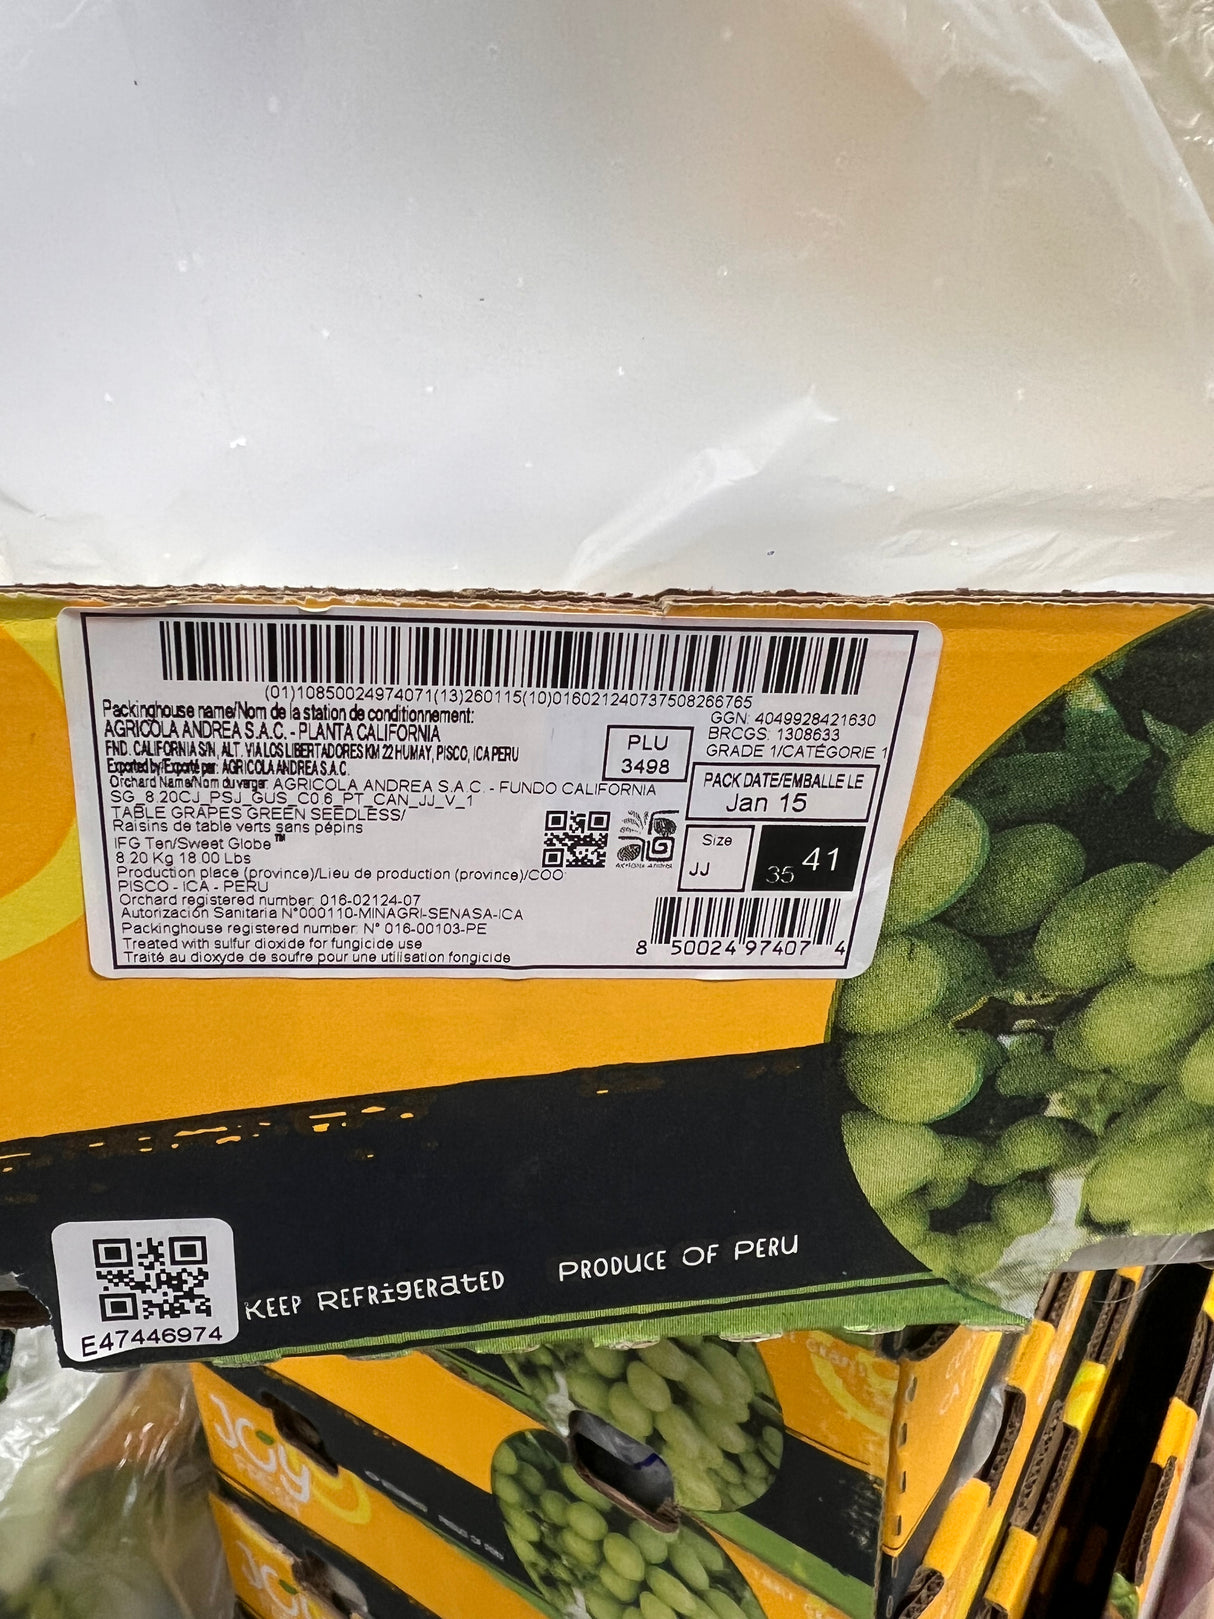 (01)10850024974071(13)260115(10)016021240737508266765
Packinghouse name/Nom de la station de conditionnement:
AGRICOLA ANDREA S.A.C. - PLANTA CALIFORNIA
FND. CALIFORNIA S/N, ALT. VIA LOS LIBERTADORES KM 22 HUMAY, PISCO, ICA PERU
Exported by/Exporté par: AGRICOLA ANDREA S.A.C.
Orchard Name/Nom du verger: AGRICOLA ANDREA S.A.C. - FUNDO CALIFORNIA
SG_8.20CJ_PSJ_GUS_C0.6_PT_CAN_JJ_V_1
TABLE GRAPES GREEN SEEDLESS/
Raisins de table verts sans pépins
IFG Ten/Sweet Globe™
8.20 Kg 18.00 Lbs
Production place (province)/Lieu de production (province)/COO:
PISCO - ICA - PERU
Orchard registered number: 016-02124-07
Autorización Sanitaria N°000110-MINAGRI-SENASA-ICA
Packinghouse registered number: N° 016-00103-PE
Treated with sulfur dioxide for fungicide use
Traité au dioxyde de soufre pour une utilisation fongicide
GGN: 4049928421630
BRCGS: 1308633
GRADE 1/CATÉGORIE 1
PLU
3498
PACK DATE/EMBALLE LE
Jan 15
Size
JJ
35 41
8 50024 97407 4
E47446974
KEEP REFRIGERATED
PRODUCE OF PERU
Joy
Joy